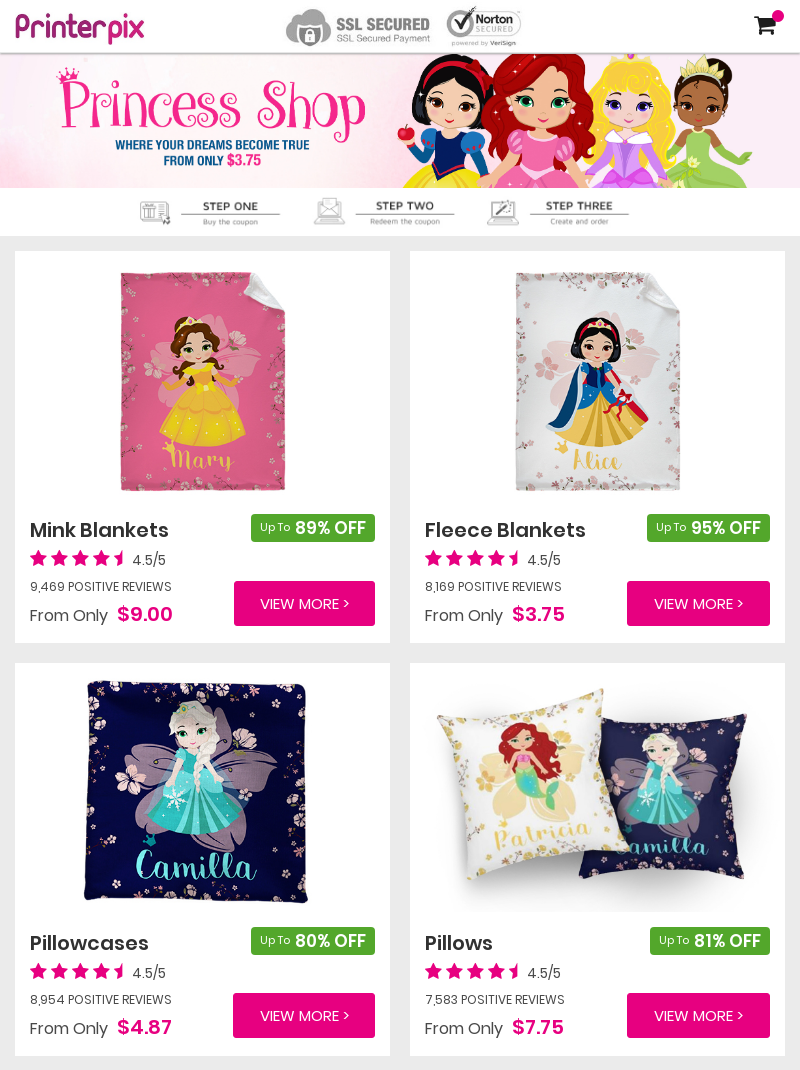 Printerpix
SSL SECURED
SSL Secured Payment
Norton
SECURED
powered by VeriSign
Princess Shop
WHERE YOUR DREAMS BECOME TRUE
FROM ONLY $3.75
STEP ONE
Buy the coupon
STEP TWO
Redeem the coupon
STEP THREE
Create and order
Mary
Alice
Mink Blankets
Up To 89% OFF
4.5/5
9,469 POSITIVE REVIEWS
From Only $9.00
VIEW MORE >
Fleece Blankets
Up To 95% OFF
4.5/5
8,169 POSITIVE REVIEWS
From Only $3.75
VIEW MORE >
Camilla
Patricia
Camilla
Pillowcases
Up To 80% OFF
4.5/5
8,954 POSITIVE REVIEWS
From Only $4.87
VIEW MORE >
Pillows
Up To 81% OFF
4.5/5
7,583 POSITIVE REVIEWS
From Only $7.75
VIEW MORE >